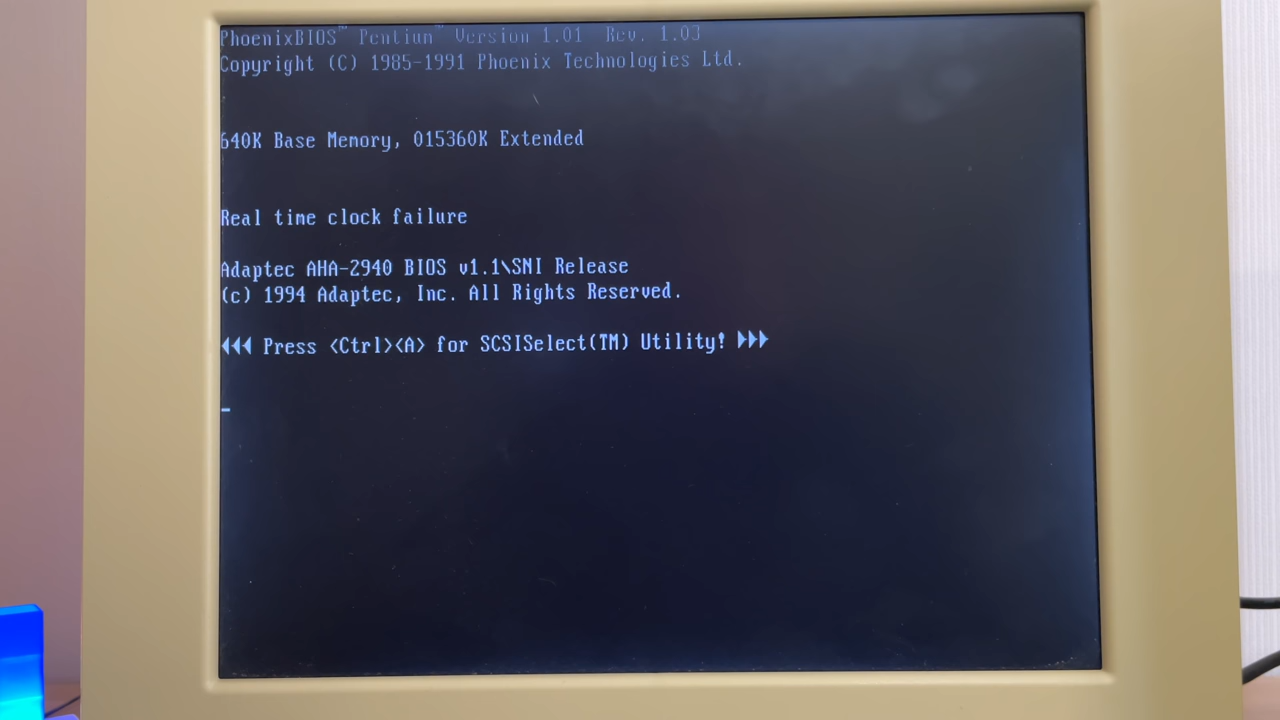 PhoenixBIOS™ Pentium™ Version 1.01 Rev. 1.03
Copyright (C) 1985-1991 Phoenix Technologies Ltd.
640K Base Memory, 015360K Extended
Real time clock failure
Adaptec AHA-2940 BIOS v1.1\SNI Release
(c) 1994 Adaptec, Inc. All Rights Reserved.
◄◄◄ Press <Ctrl><A> for SCSISelect(TM) Utility! ►►►